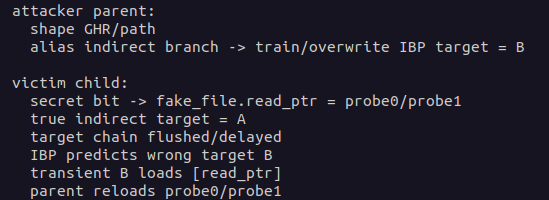 attacker parent:
shape GHR/path
alias indirect branch -> train/overwrite IBP target = B
victim child:
secret bit -> fake_file.read_ptr = probe0/probe1
true indirect target = A
target chain flushed/delayed
IBP predicts wrong target B
transient B loads [read_ptr]
parent reloads probe0/probe1